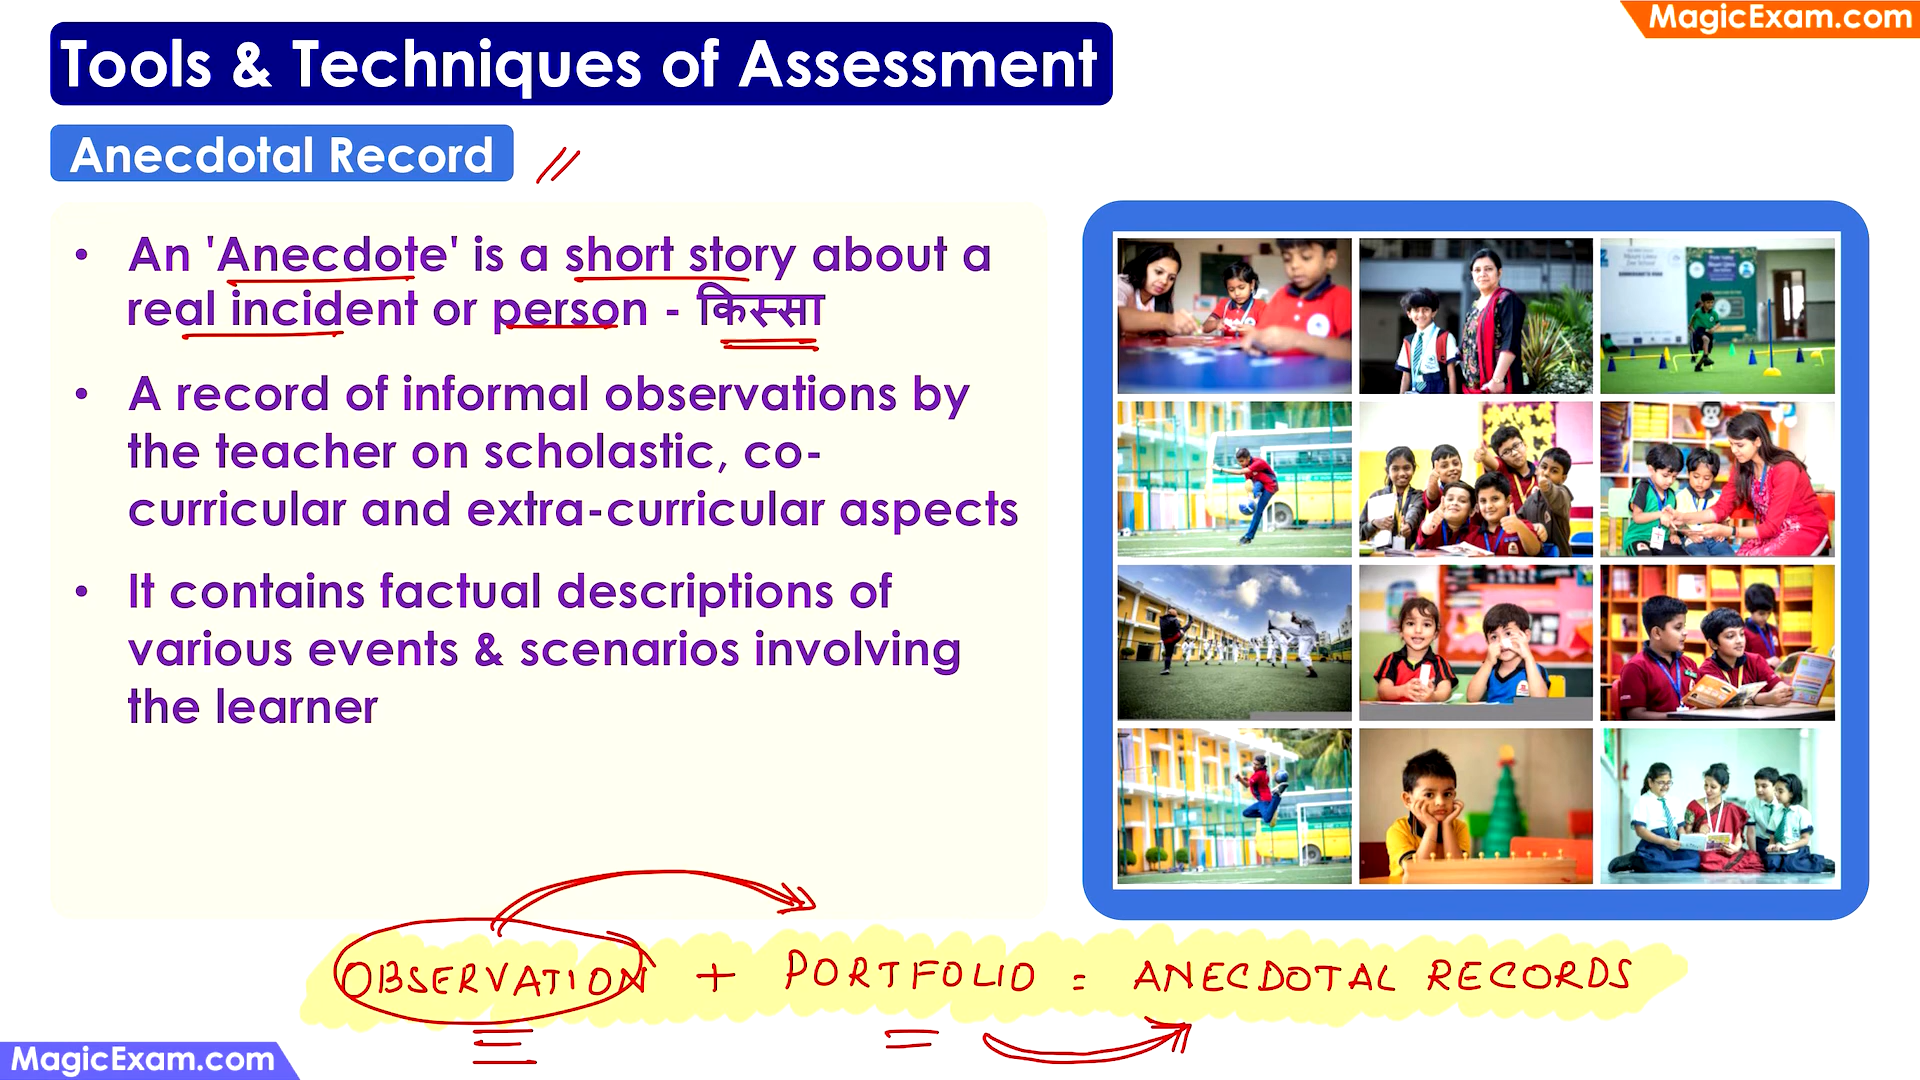 MagicExam.com
Tools & Techniques of Assessment
Anecdotal Record
• An 'Anecdote' is a short story about a
real incident or person - किस्सा
• A record of informal observations by
the teacher on scholastic, co-
curricular and extra-curricular aspects
• It contains factual descriptions of
various events & scenarios involving
the learner
OBSERVATION + PORTFOLIO = ANECDOTAL RECORDS
MagicExam.com